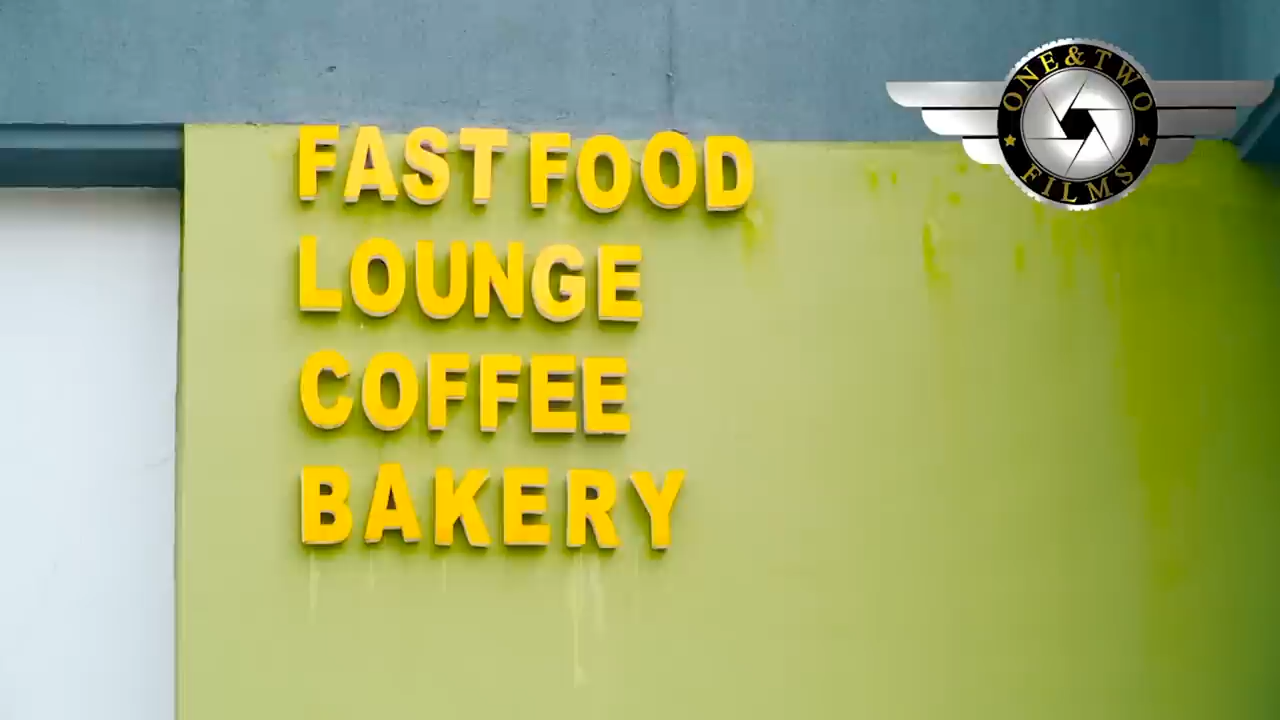 FAST FOOD
LOUNGE
COFFEE
BAKERY
ONE & TWO
FILMS